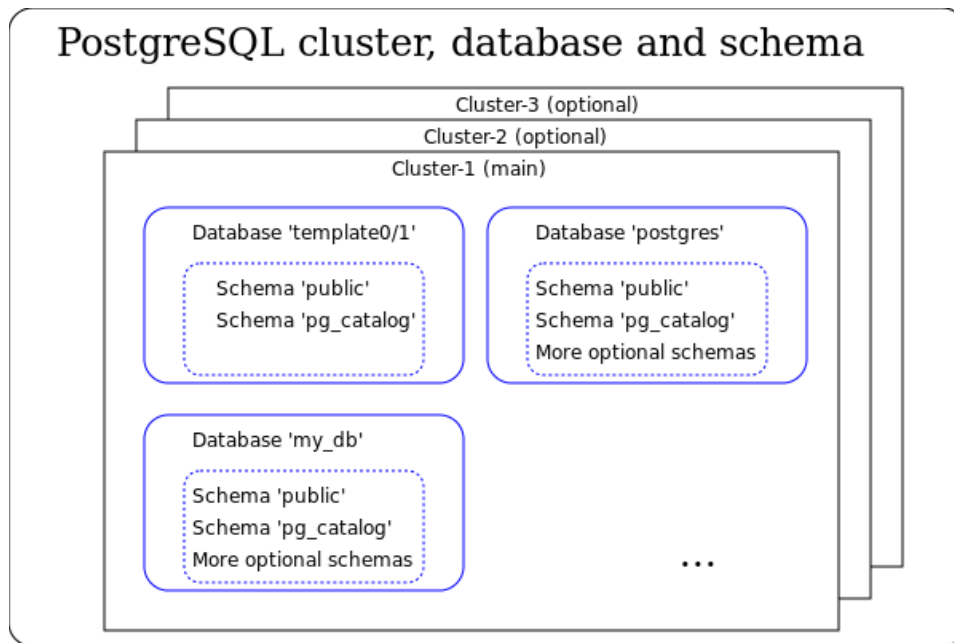 PostgreSQL cluster, database and schema
Cluster-3 (optional)
Cluster-2 (optional)
Cluster-1 (main)
Database 'template0/1'
Schema 'public'
Schema 'pg_catalog'
Database 'postgres'
Schema 'public'
Schema 'pg_catalog'
More optional schemas
Database 'my_db'
Schema 'public'
Schema 'pg_catalog'
More optional schemas
...